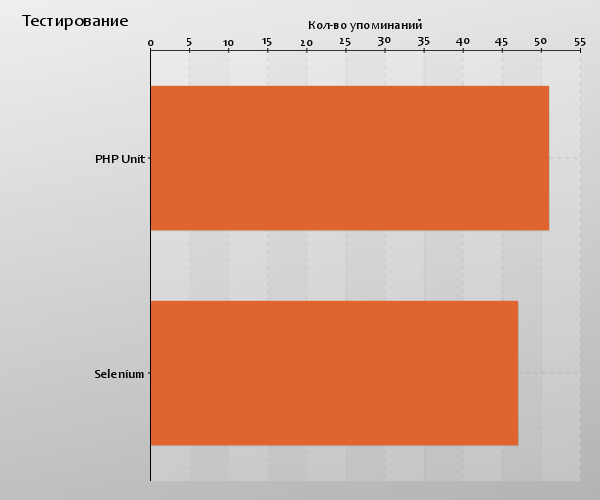 Тестирование
Кол-во упоминаний
0 5 10 15 20 25 30 35 40 45 50 55
PHP Unit
Selenium